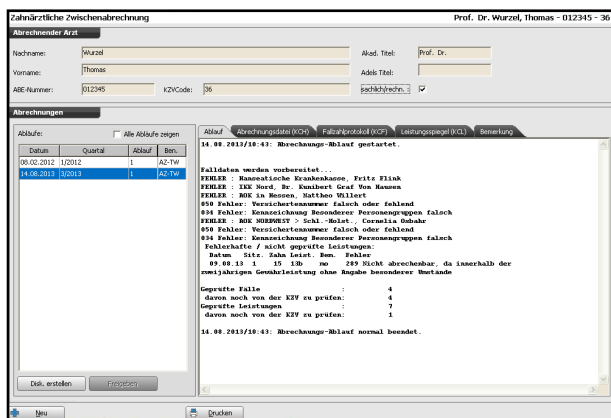 Zahnärztliche Zwischenabrechnung Prof. Dr. Wurzel, Thomas - 012345 - 36
Abrechnender Arzt
Nachname: Wurzel Akad. Titel: Prof. Dr.
Vorname: Thomas Adels Titel:
ABE-Nummer: 012345 KZVCode: 36 sachlich/rechn. :
Abrechnungen
Abläufe: Alle Abläufe zeigen
Datum Quartal Ablauf Ben.
08.02.2012 1/2012 1 AZ-TW
14.08.2013 3/2013 1 AZ-TW
Disk. erstellen Freigeben
Ablauf Abrechnungsdatei (KCH) Fallzahlprotokoll (KCF) Leistungsspiegel (KCL) Bemerkung
14.08.2013/10:43: Abrechnungs-Ablauf gestartet.
Falldaten werden vorbereitet...
FEHLER : Hanseatische Krankenkasse, Fritz Flink
FEHLER : IKK Nord, Dr. Kunibert Graf Von Hausen
FEHLER : AOK in Hessen, Mattheo Willert
050 Fehler: Versichertennummer falsch oder fehlend
034 Fehler: Kennzeichnung Besonderer Personengruppen falsch
FEHLER : AOK NORDWEST > Schl.-Holst., Cornelia Osbahr
050 Fehler: Versichertennummer falsch oder fehlend
034 Fehler: Kennzeichnung Besonderer Personengruppen falsch
Fehlerhafte / nicht geprüfte Leistungen:
Datum Sitz. Zahn Leist. Bem. Fehler
09.08.13 1 15 13b mo 289 Nicht abrechenbar, da innerhalb der
zweijährigen Gewährleistung ohne Angabe besonderer Umstände
Geprüfte Fälle : 4
davon noch von der KZV zu prüfen: 4
Geprüfte Leistungen : 7
davon noch von der KZV zu prüfen: 1
14.08.2013/10:43: Abrechnungs-Ablauf normal beendet.
Neu Drucken